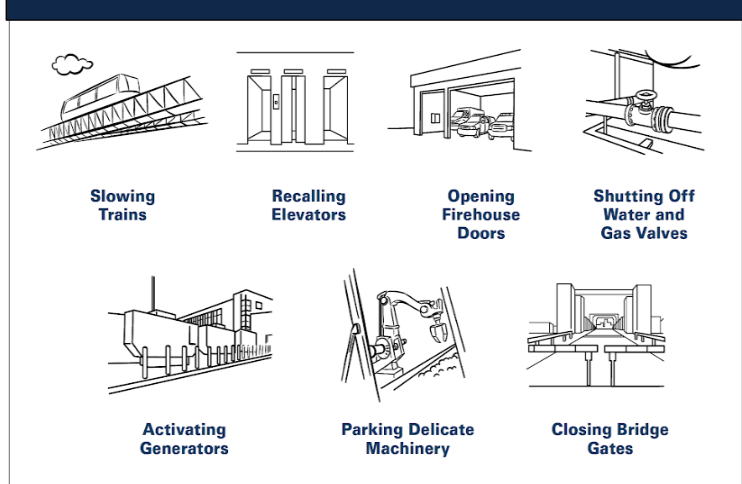 Slowing
Trains
Recalling
Elevators
Opening
Firehouse
Doors
Shutting Off
Water and
Gas Valves
Activating
Generators
Parking Delicate
Machinery
Closing Bridge
Gates